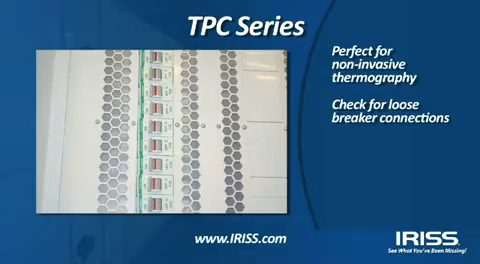 TPC Series
Perfect for
non-invasive
thermography
Check for loose
breaker connections
www.IRISS.com
IRISS
See What You've Been Missing!